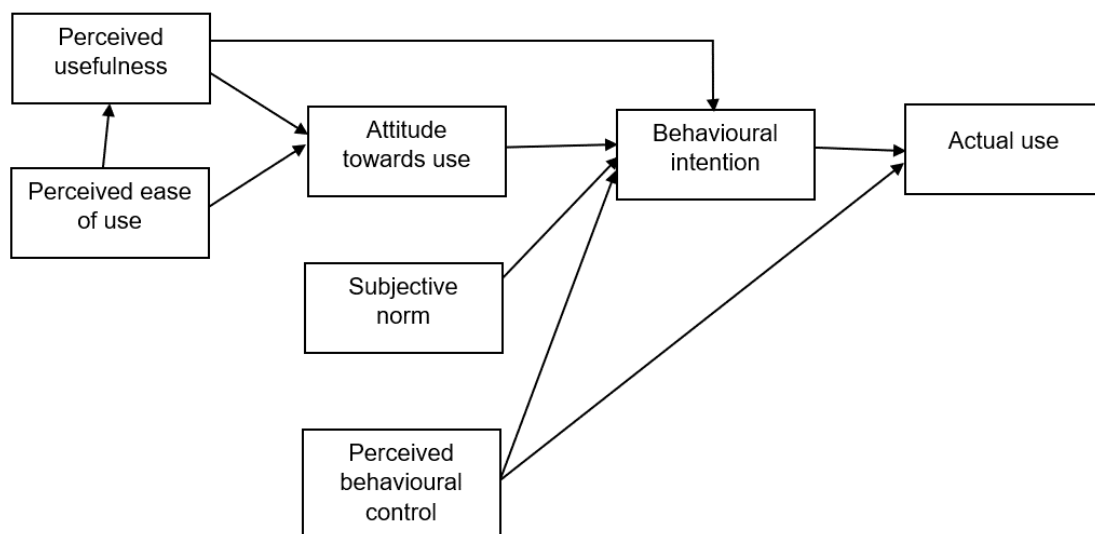 Perceived
usefulness
Perceived ease
of use
Attitude
towards use
Subjective
norm
Perceived
behavioural
control
Behavioural
intention
Actual use